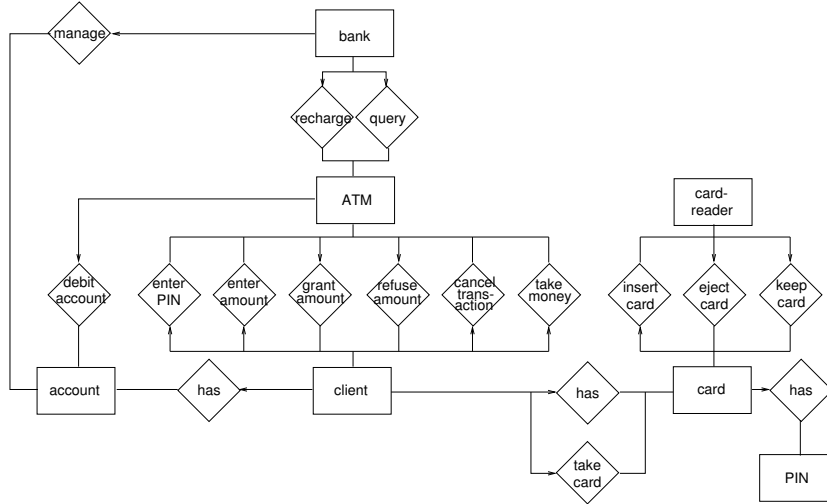 manage
bank
recharge
query
ATM
card-
reader
debit
account
enter
PIN
enter
amount
grant
amount
refuse
amount
cancel
trans-
action
take
money
insert
card
eject
card
keep
card
account
has
client
has
card
has
take
card
PIN